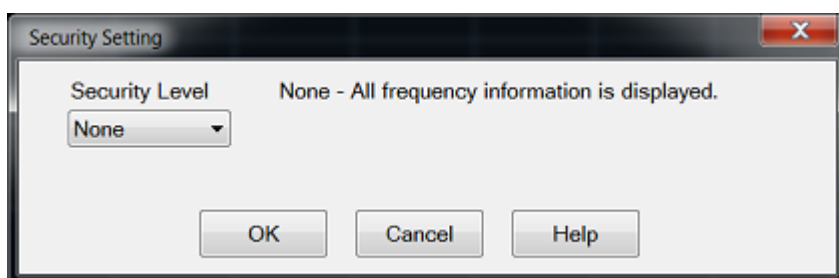 Security Setting
Security Level
None - All frequency information is displayed.
None
OK
Cancel
Help